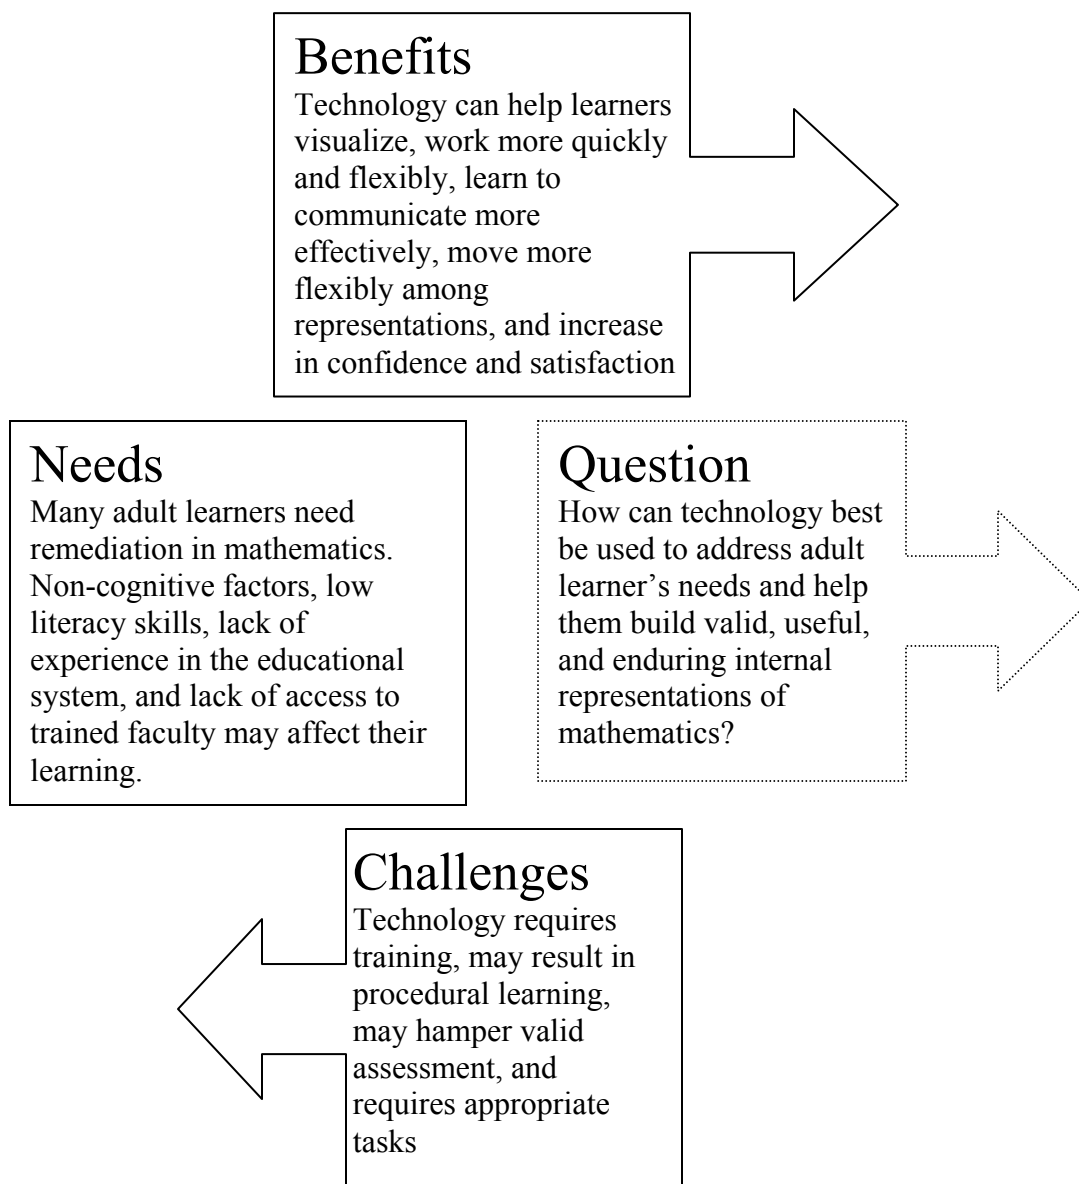 Benefits
Technology can help learners
visualize, work more quickly
and flexibly, learn to
communicate more
effectively, move more
flexibly among
representations, and increase
in confidence and satisfaction
Needs
Many adult learners need
remediation in mathematics.
Non-cognitive factors, low
literacy skills, lack of
experience in the educational
system, and lack of access to
trained faculty may affect their
learning.
Question
How can technology best
be used to address adult
learner’s needs and help
them build valid, useful,
and enduring internal
representations of
mathematics?
Challenges
Technology requires
training, may result in
procedural learning,
may hamper valid
assessment, and
requires appropriate
tasks